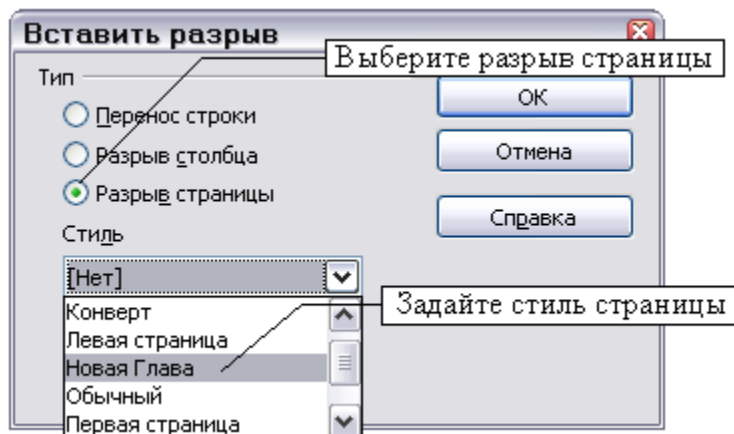 Вставить разрыв
Выберите разрыв страницы
Тип
Перенос строки
Разрыв столбца
Разрыв страницы
ОК
Отмена
Справка
Стиль
[Нет]
Конверт
Левая страница
Новая Глава
Обычный
Первая страница
Задайте стиль страницы